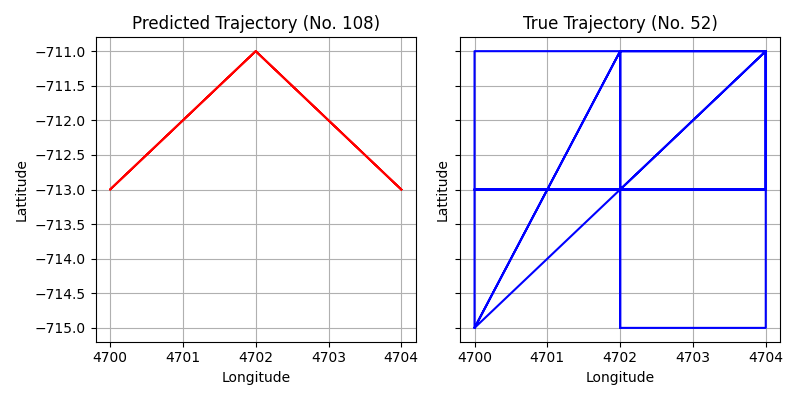 Predicted Trajectory (No. 108)
True Trajectory (No. 52)
Lattitude
−711.0
−711.5
−712.0
−712.5
−713.0
−713.5
−714.0
−714.5
−715.0
4700 4701 4702 4703 4704
Longitude
Lattitude
4700 4701 4702 4703 4704
Longitude